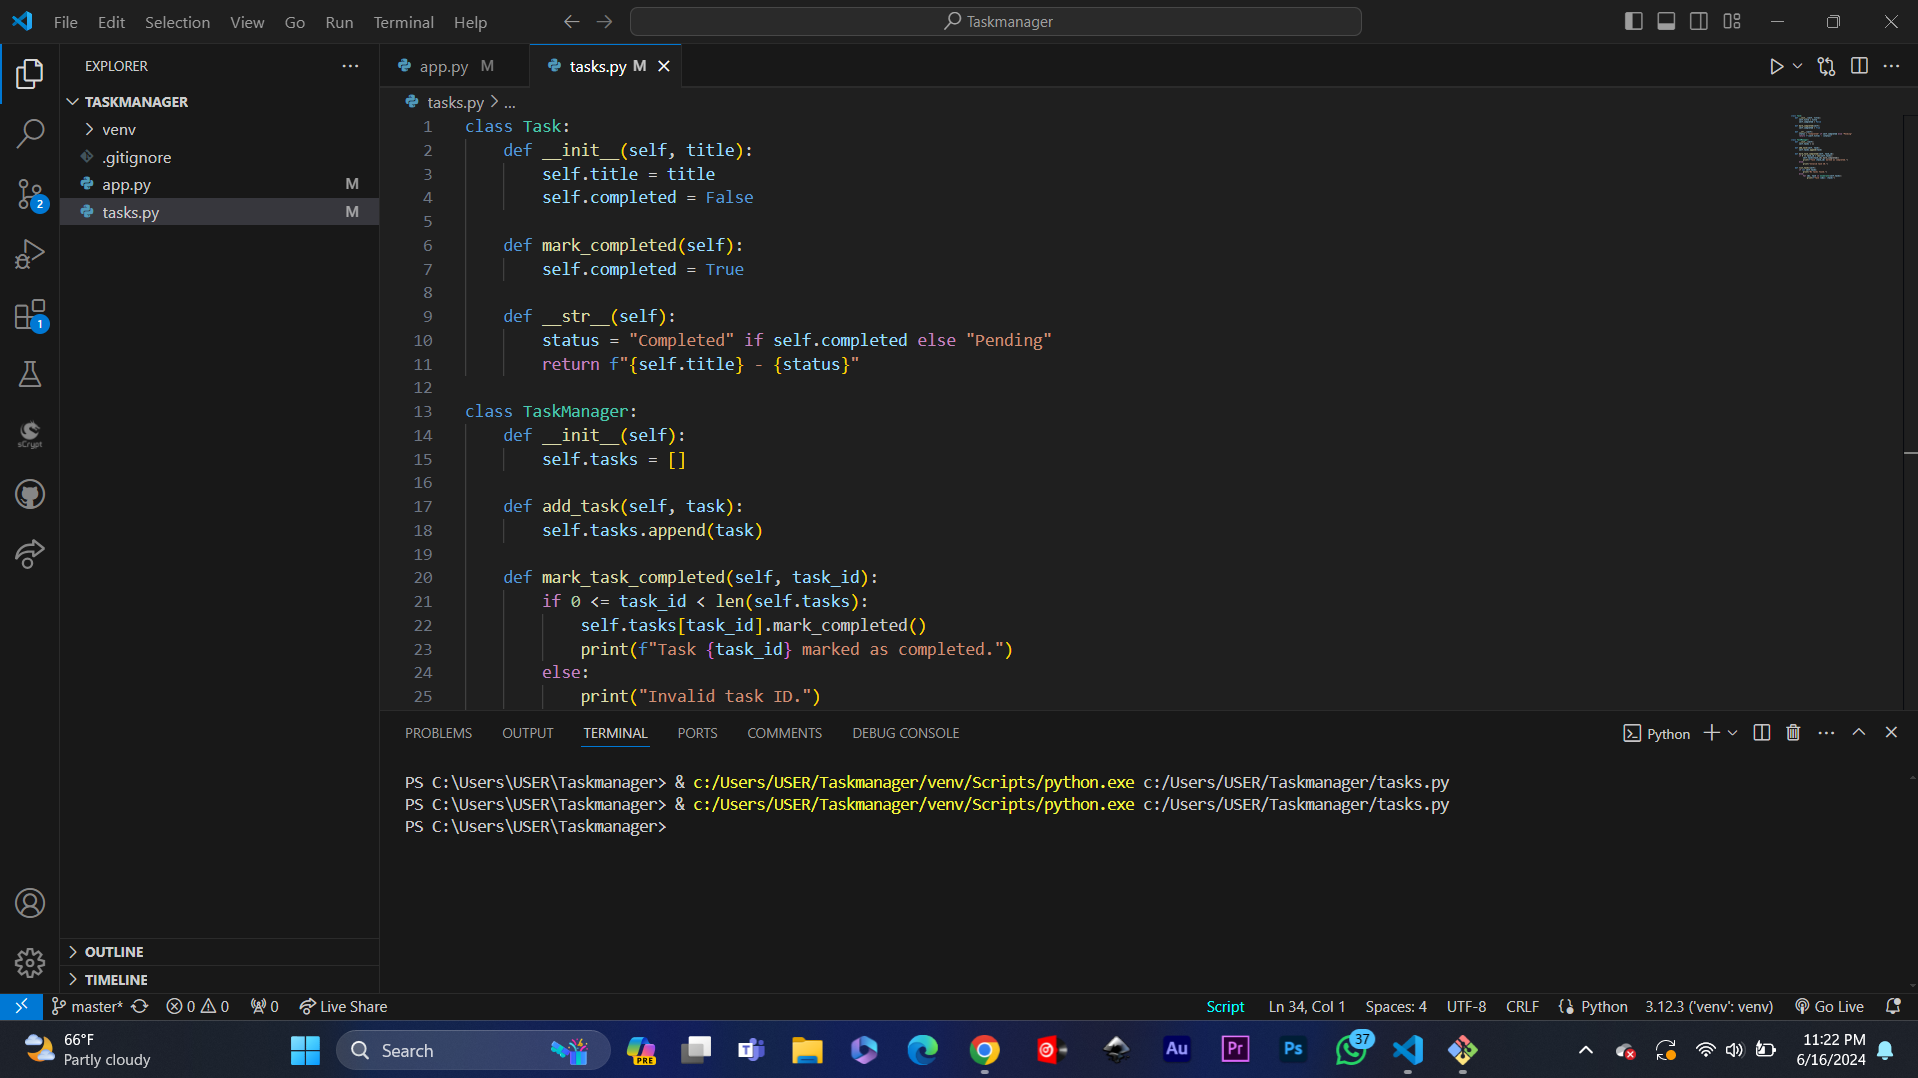 File Edit Selection View Go Run Terminal Help
Taskmanager
EXPLORER
TASKMANAGER
venv
.gitignore
app.py M
tasks.py M
2
1
sCrypt
OUTLINE
TIMELINE
app.py M
tasks.py M
tasks.py > ...
1 class Task:
2 def __init__(self, title):
3 self.title = title
4 self.completed = False
5
6 def mark_completed(self):
7 self.completed = True
8
9 def __str__(self):
10 status = "Completed" if self.completed else "Pending"
11 return f"{self.title} - {status}"
12
13 class TaskManager:
14 def __init__(self):
15 self.tasks = []
16
17 def add_task(self, task):
18 self.tasks.append(task)
19
20 def mark_task_completed(self, task_id):
21 if 0 <= task_id < len(self.tasks):
22 self.tasks[task_id].mark_completed()
23 print(f"Task {task_id} marked as completed.")
24 else:
25 print("Invalid task ID.")
PROBLEMS OUTPUT TERMINAL PORTS COMMENTS DEBUG CONSOLE
Python
PS C:\Users\USER\Taskmanager> & c:/Users/USER/Taskmanager/venv/Scripts/python.exe c:/Users/USER/Taskmanager/tasks.py
PS C:\Users\USER\Taskmanager> & c:/Users/USER/Taskmanager/venv/Scripts/python.exe c:/Users/USER/Taskmanager/tasks.py
PS C:\Users\USER\Taskmanager>
master* 0 0 0 Live Share
Script Ln 34, Col 1 Spaces: 4 UTF-8 CRLF Python 3.12.3 ('venv': venv) Go Live
66°F
Partly cloudy
Search
PRE
Au
Pr
Ps
37
11:22 PM
6/16/2024